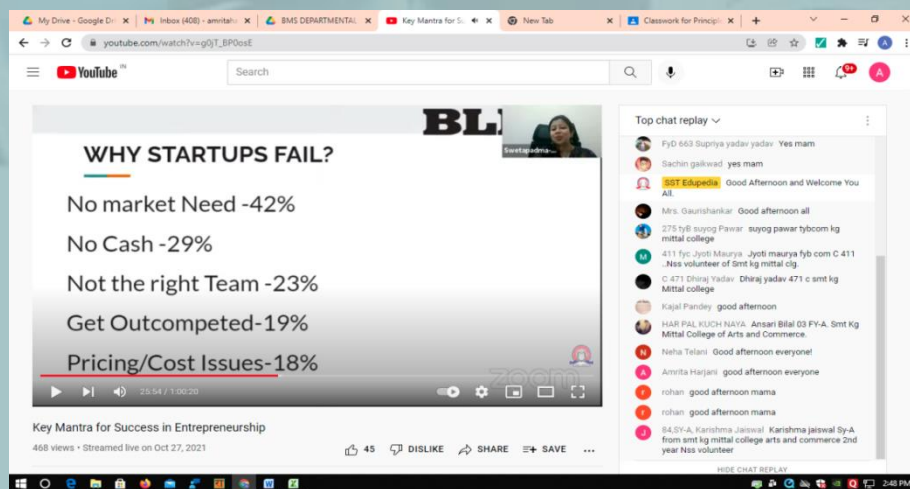 My Drive - Google Dr
Inbox (408) - amritaha
BMS DEPARTMENTAL
Key Mantra for Su
New Tab
Classwork for Principle
youtube.com/watch?v=g0jT_BP0osE
YouTube IN
Search
9+
A
BL
Swetapadma-...
WHY STARTUPS FAIL?
No market Need -42%
No Cash -29%
Not the right Team -23%
Get Outcompeted-19%
Pricing/Cost Issues-18%
zoom
25:54 / 1:00:20
Key Mantra for Success in Entrepreneurship
468 views • Streamed live on Oct 27, 2021
45 DISLIKE SHARE SAVE ...
Top chat replay
FyD 663 Supriya yadav yadav Yes mam
Sachin gaikwad yes mam
SST Edupedia Good Afternoon and Welcome You
All.
Mrs. Gaurishankar Good afternoon all
275 tyB suyog Pawar suyog pawar tybcom kg
mittal college
411 fyc Jyoti Maurya Jyoti maurya fyb com C 411
..Nss volunteer of Smt kg mittal clg.
C 471 Dhiraj Yadav Dhiraj yadav 471 c smt kg
Mittal college
Kajal Pandey good afternoon
HAR PAL KUCH NAYA Ansari Bilal 03 FY-A. Smt Kg
Mittal College of Arts and Commerce.
Neha Telani Good afternoon everyone!
Amrita Harjani good afternoon everyone
rohan good afternoon mama
rohan good afternoon mama
84,SY-A, Karishma Jaiswal Karishma jaiswal Sy-A
from smt kg mittal college arts and commerce 2nd
year Nss volunteer
HIDE CHAT REPLAY
2:48 PM